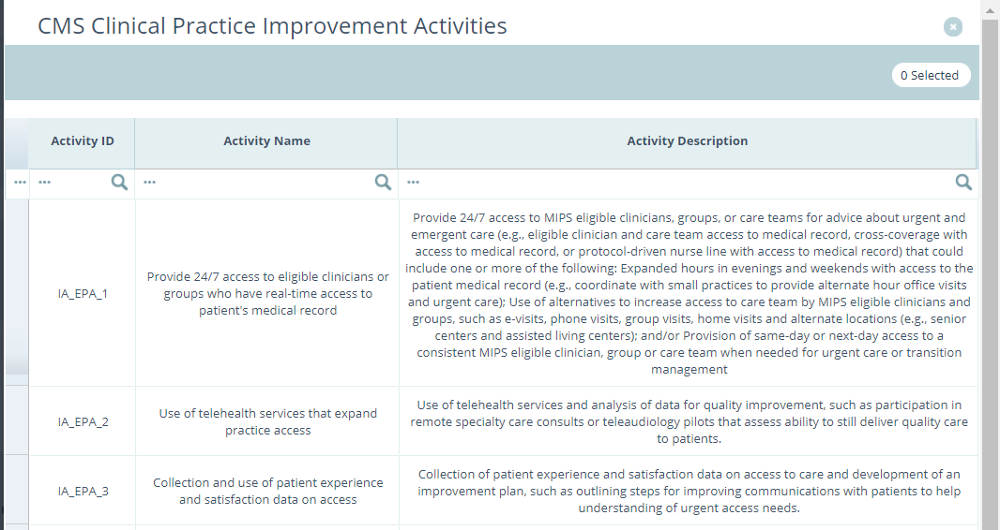 CMS Clinical Practice Improvement Activities
0 Selected
Activity ID
Activity Name
Activity Description
...
...
...
...
IA_EPA_1
Provide 24/7 access to eligible clinicians or
groups who have real-time access to
patient's medical record
Provide 24/7 access to MIPS eligible clinicians, groups, or care teams for advice about urgent and
emergent care (e.g., eligible clinician and care team access to medical record, cross-coverage with
access to medical record, or protocol-driven nurse line with access to medical record) that could
include one or more of the following: Expanded hours in evenings and weekends with access to the
patient medical record (e.g., coordinate with small practices to provide alternate hour office visits
and urgent care); Use of alternatives to increase access to care team by MIPS eligible clinicians and
groups, such as e-visits, phone visits, group visits, home visits and alternate locations (e.g., senior
centers and assisted living centers); and/or Provision of same-day or next-day access to a
consistent MIPS eligible clinician, group or care team when needed for urgent care or transition
management
IA_EPA_2
Use of telehealth services that expand
practice access
Use of telehealth services and analysis of data for quality improvement, such as participation in
remote specialty care consults or teleaudiology pilots that assess ability to still deliver quality care
to patients.
IA_EPA_3
Collection and use of patient experience
and satisfaction data on access
Collection of patient experience and satisfaction data on access to care and development of an
improvement plan, such as outlining steps for improving communications with patients to help
understanding of urgent access needs.